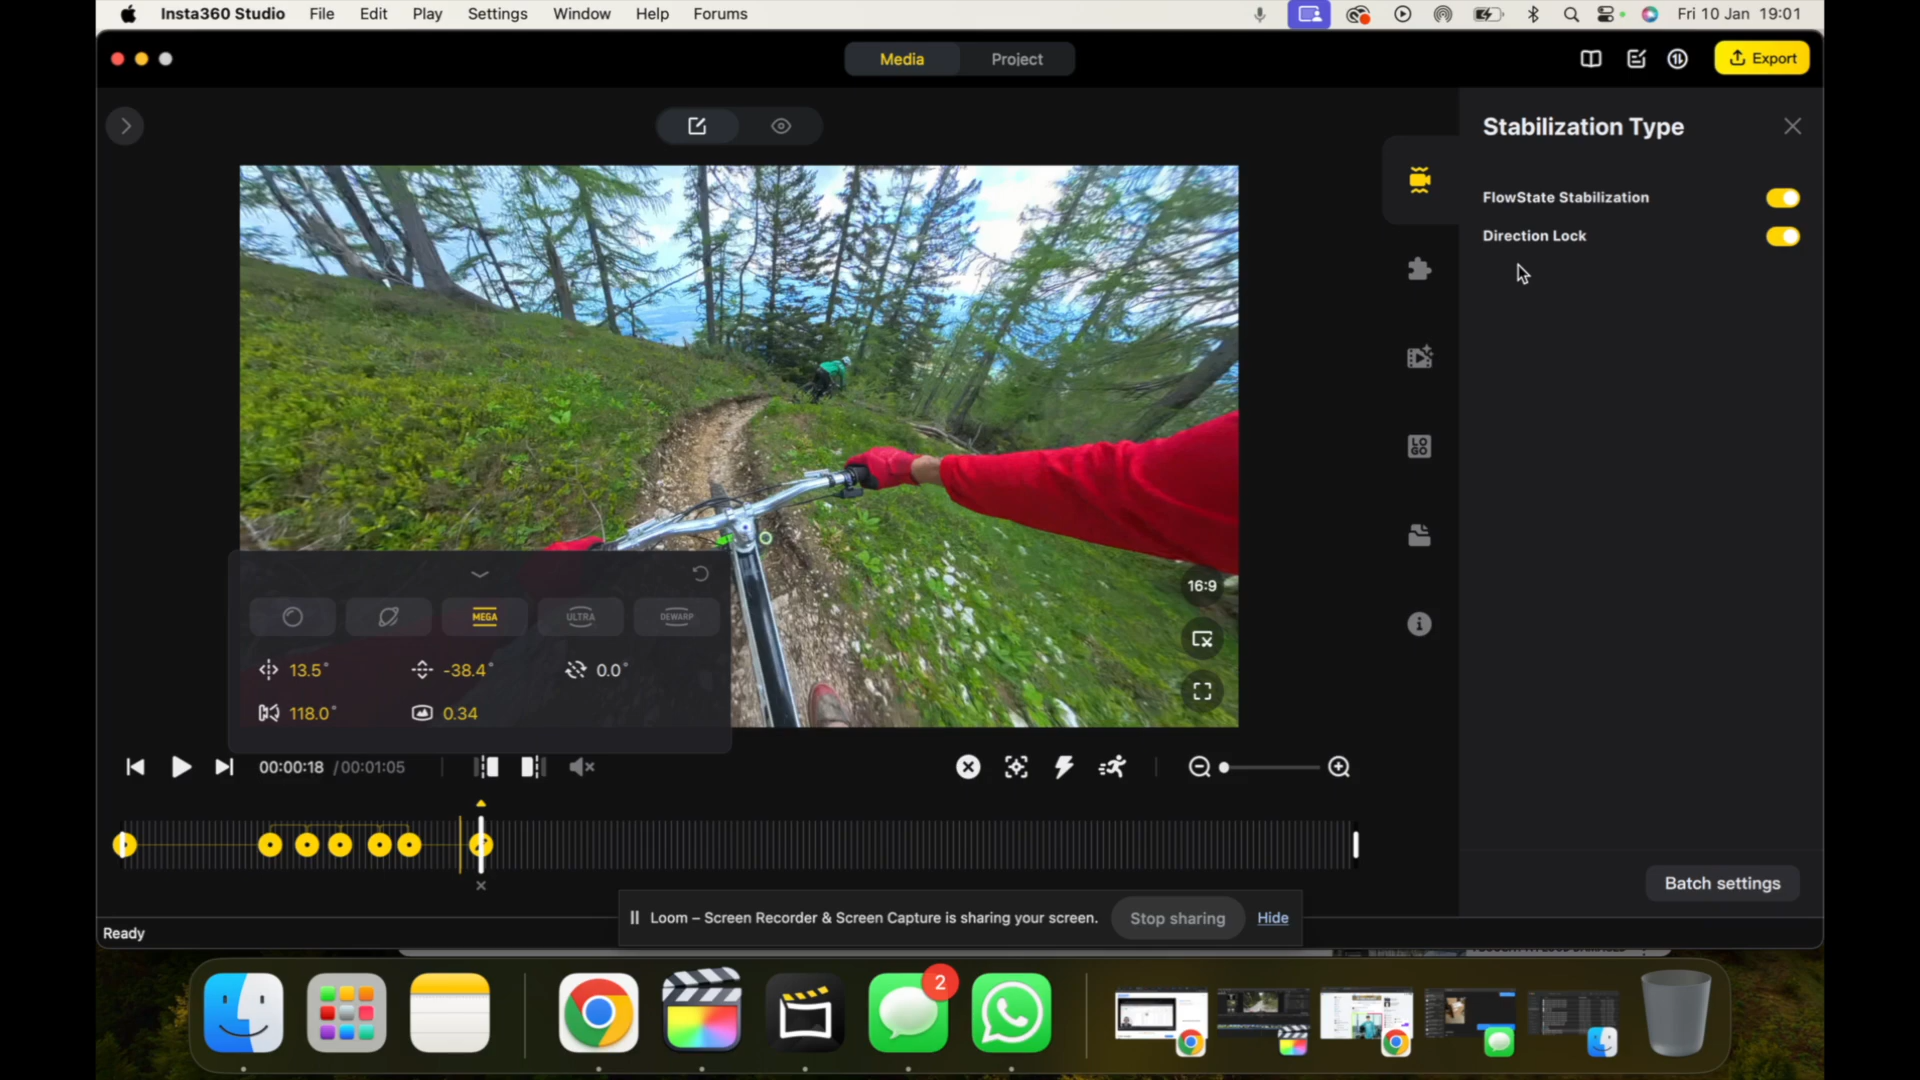 Insta360 Studio File Edit Play Settings Window Help Forums Fri 10 Jan 19:01
Media Project Export
Stabilization Type
FlowState Stabilization
Direction Lock
LOGO
16:9
MEGA ULTRA DEWARP
13.5° -38.4° 0.0°
118.0° 0.34
00:00:18 /00:01:05
Batch settings
Loom – Screen Recorder & Screen Capture is sharing your screen. Stop sharing Hide
Ready
2